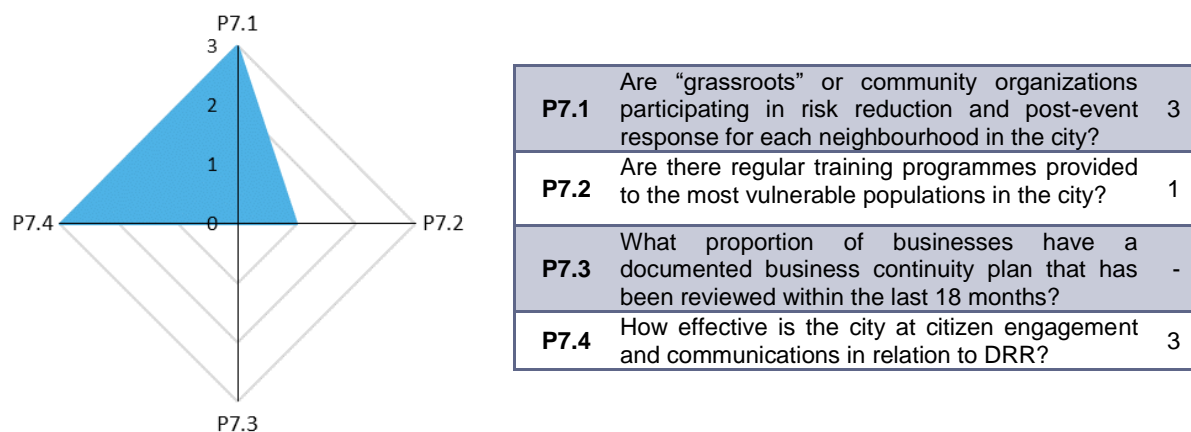 P7.1
3
2
1
0
P7.4
P7.2
P7.3
P7.1 Are “grassroots” or community organizations
participating in risk reduction and post-event 3
response for each neighbourhood in the city?
P7.2 Are there regular training programmes provided
to the most vulnerable populations in the city? 1
What proportion of businesses have a
P7.3 documented business continuity plan that has -
been reviewed within the last 18 months?
P7.4 How effective is the city at citizen engagement
and communications in relation to DRR? 3